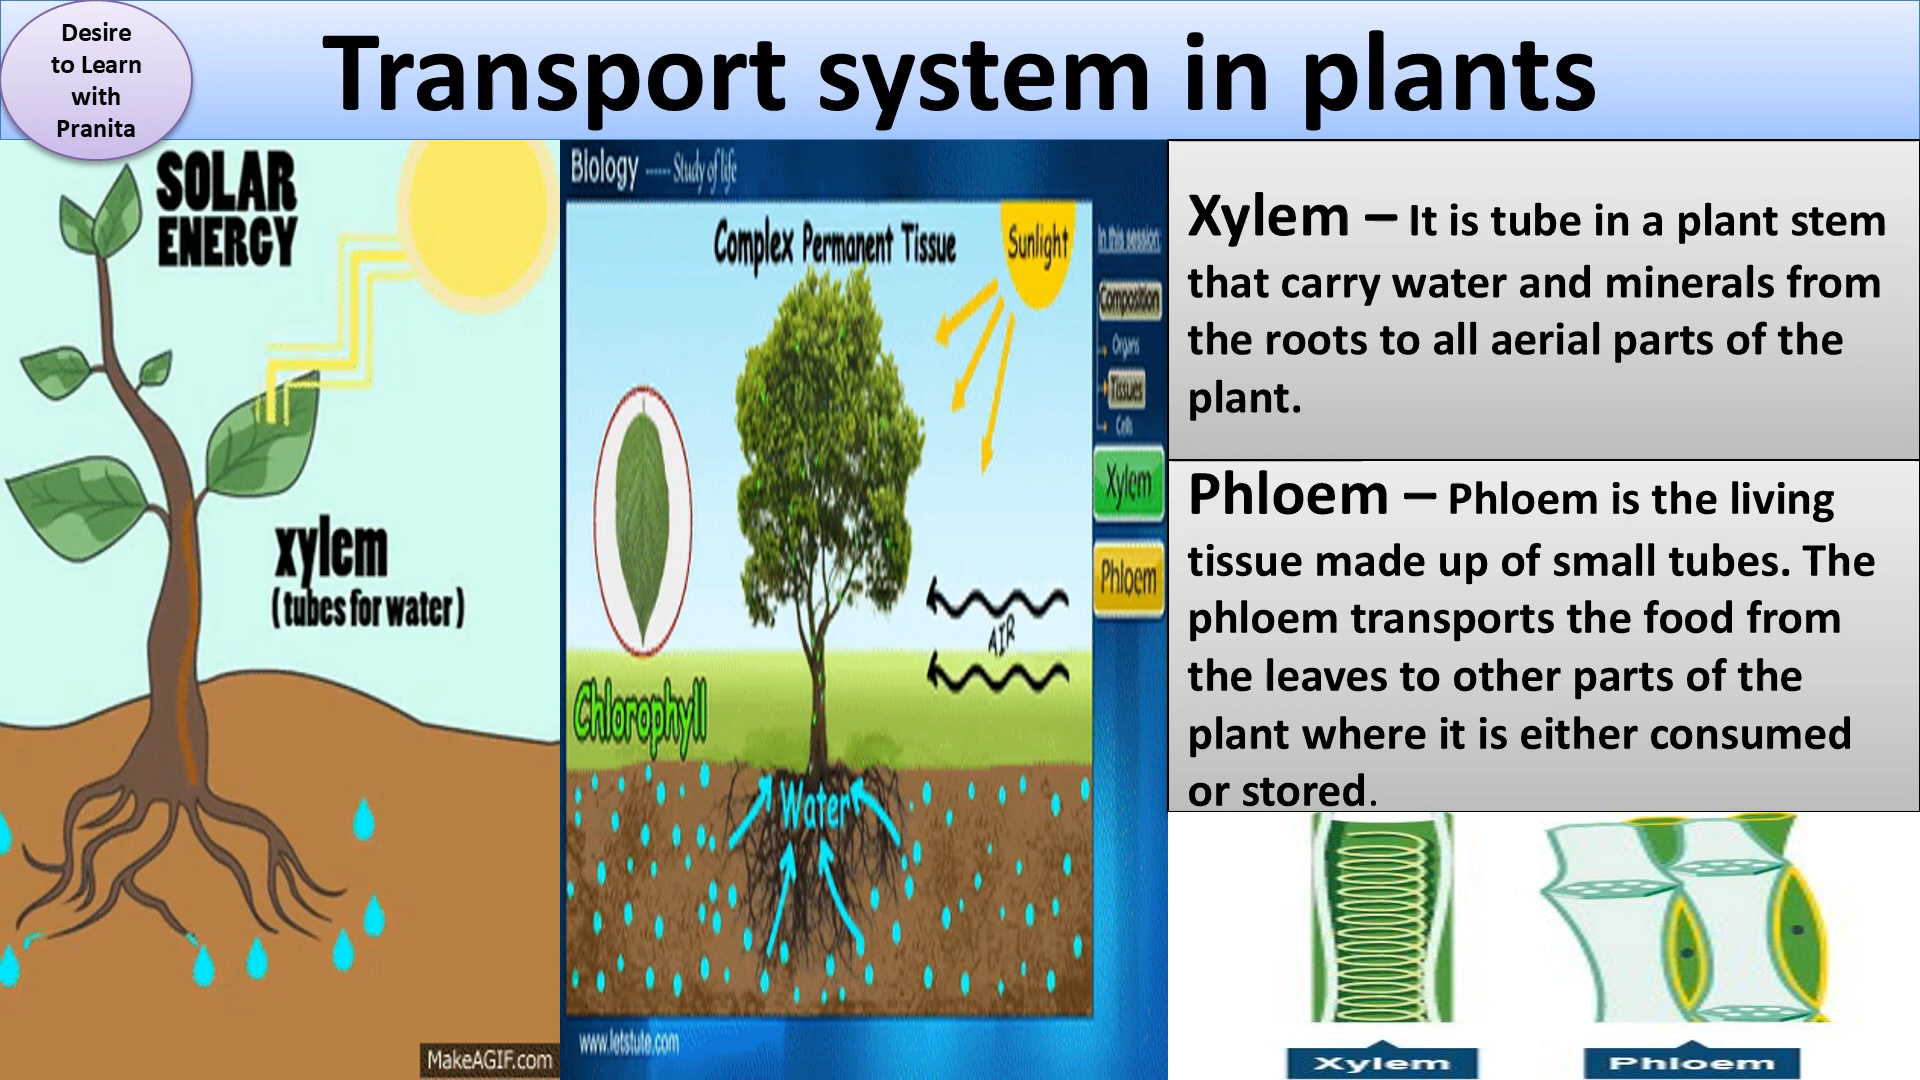 Desire
to Learn
with
Pranita
Transport system in plants
SOLAR
ENERGY
xylem
(tubes for water)
MakeAGIF.com
Biology ---- Study of life
Complex Permanent Tissue
Sunlight
AIR
Chlorophyll
Water
www.letstute.com
In this session:
Composition
Organs
Tissues
Cells
Xylem
Phloem
Xylem – It is tube in a plant stem
that carry water and minerals from
the roots to all aerial parts of the
plant.
Phloem – Phloem is the living
tissue made up of small tubes. The
phloem transports the food from
the leaves to other parts of the
plant where it is either consumed
or stored.
Xylem
Phloem